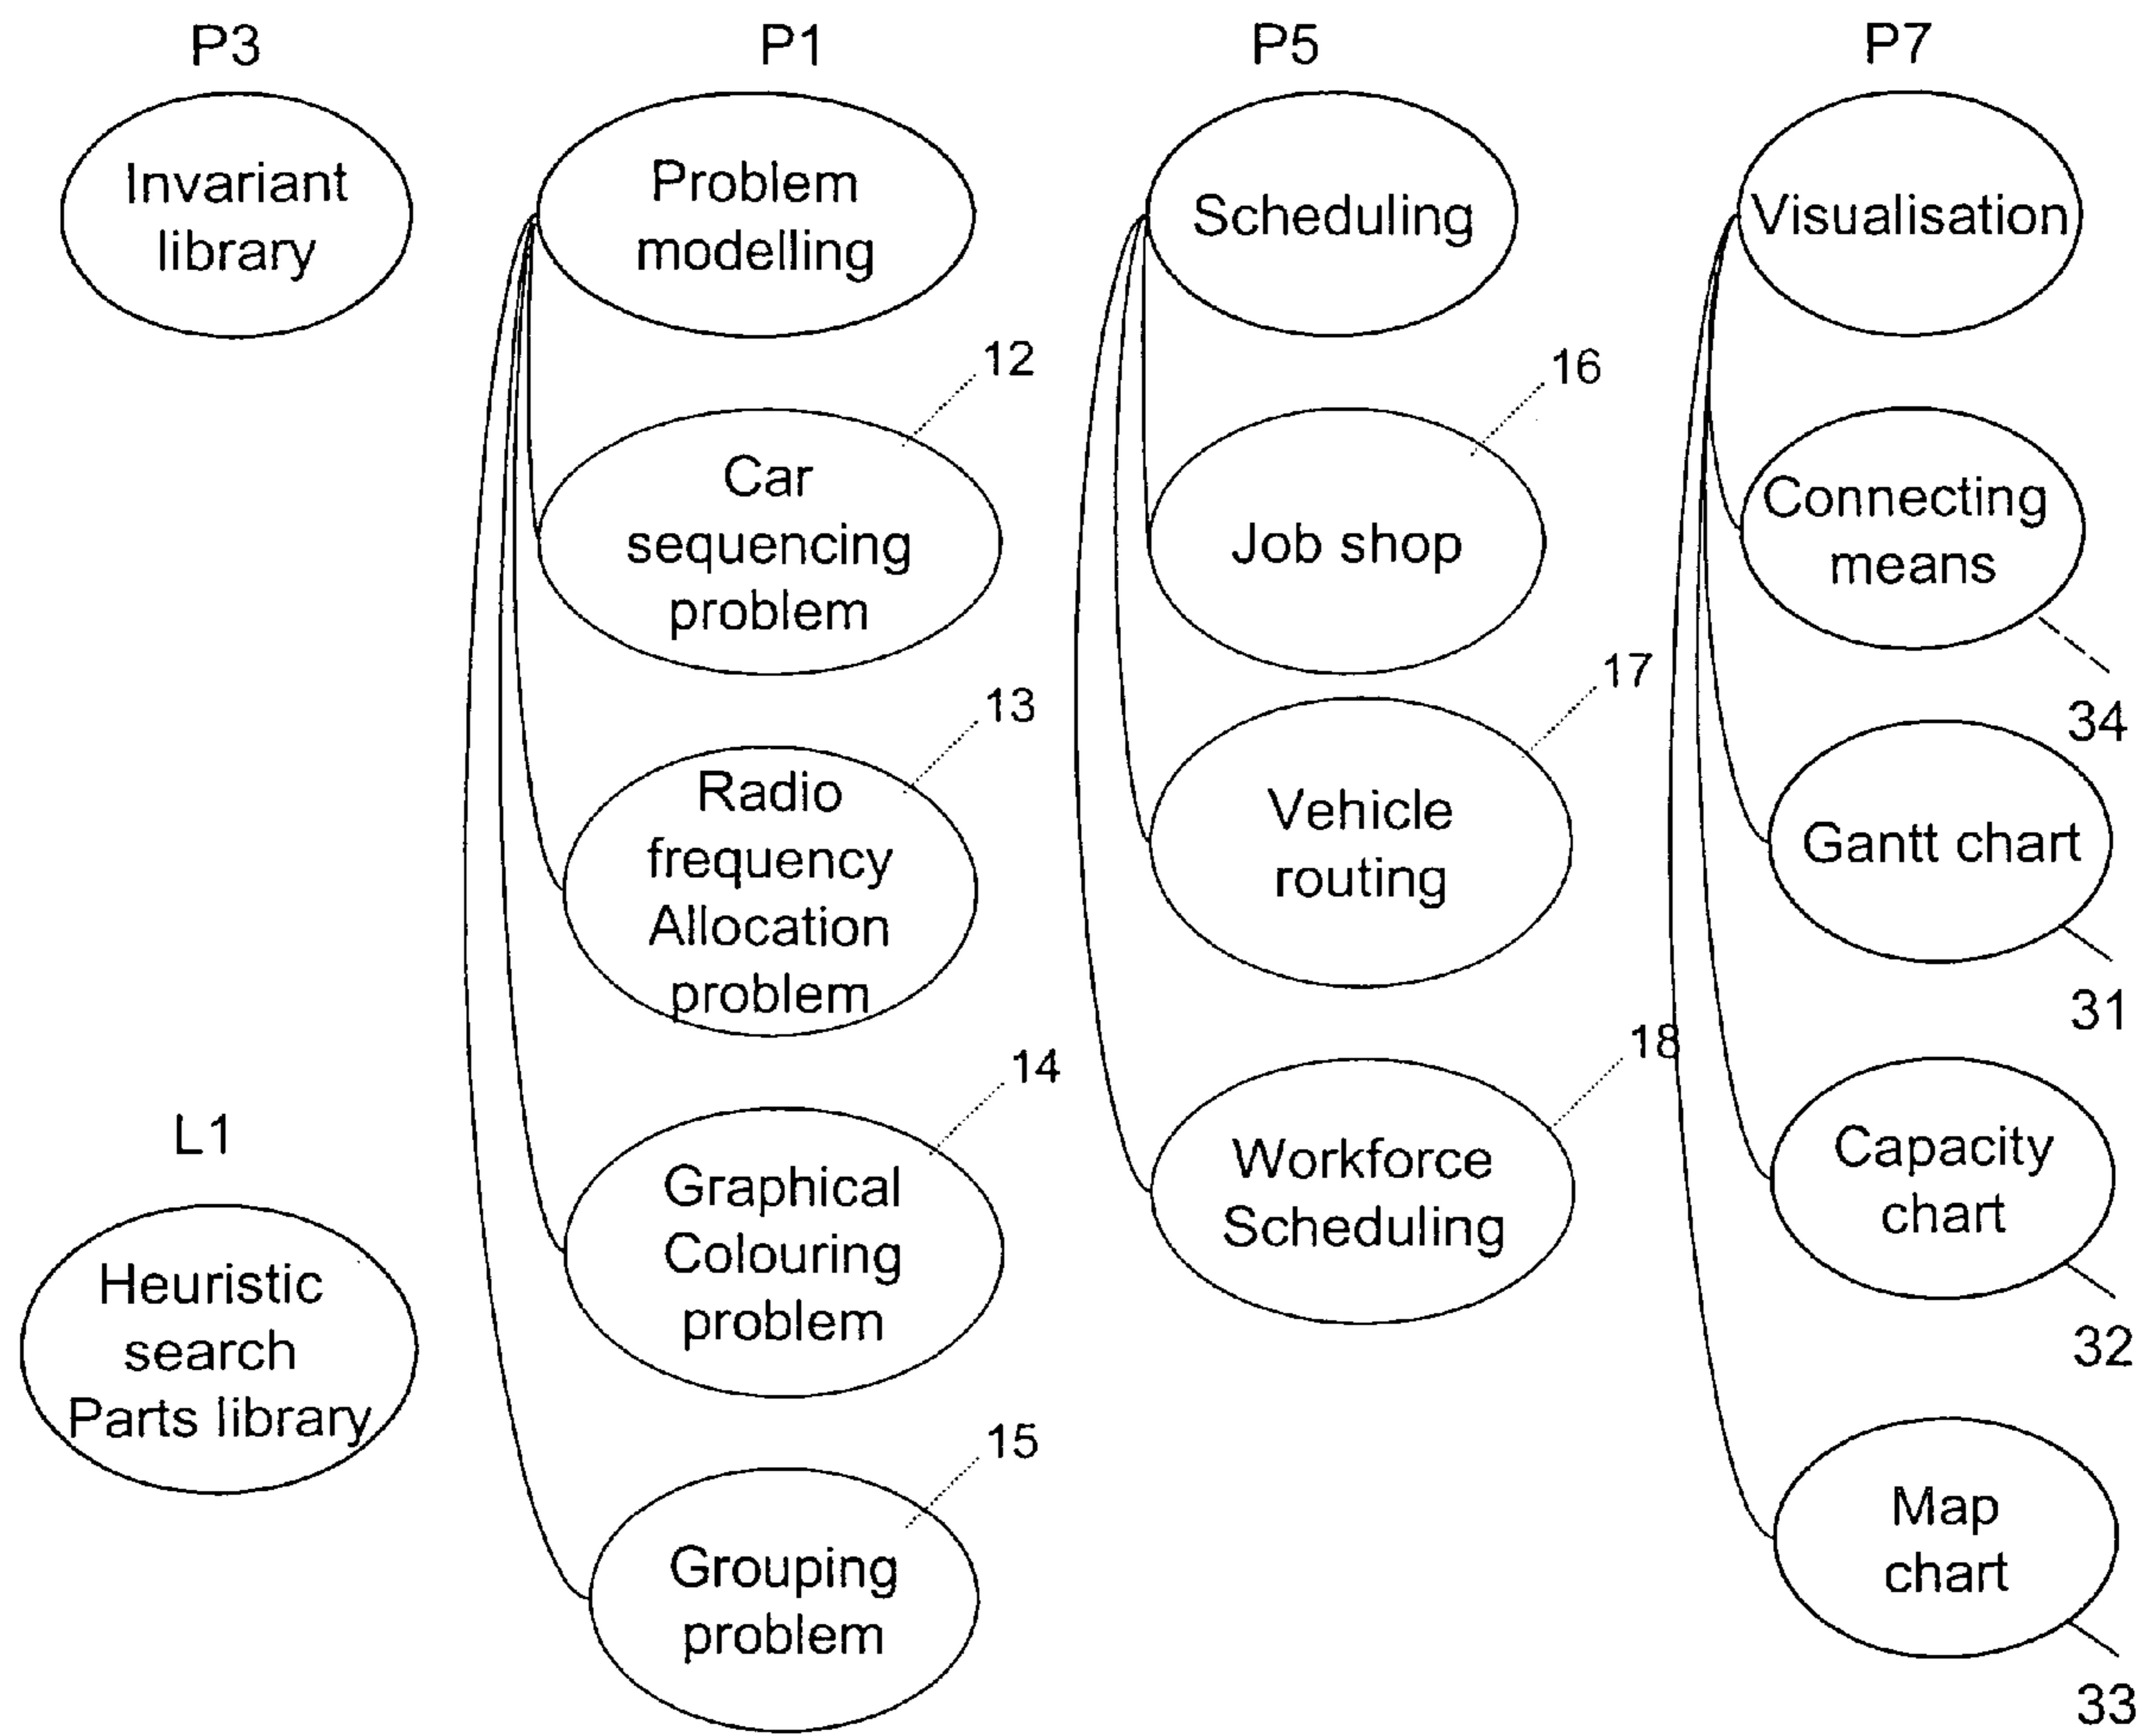 P3
Invariant
library
L1
Heuristic
search
Parts library
P1
Problem
modelling
12
Car
sequencing
problem
13
Radio
frequency
Allocation
problem
14
Graphical
Colouring
problem
15
Grouping
problem
P5
Scheduling
16
Job shop
17
Vehicle
routing
18
Workforce
Scheduling
P7
Visualisation
Connecting
means
34
Gantt chart
31
Capacity
chart
32
Map
chart
33